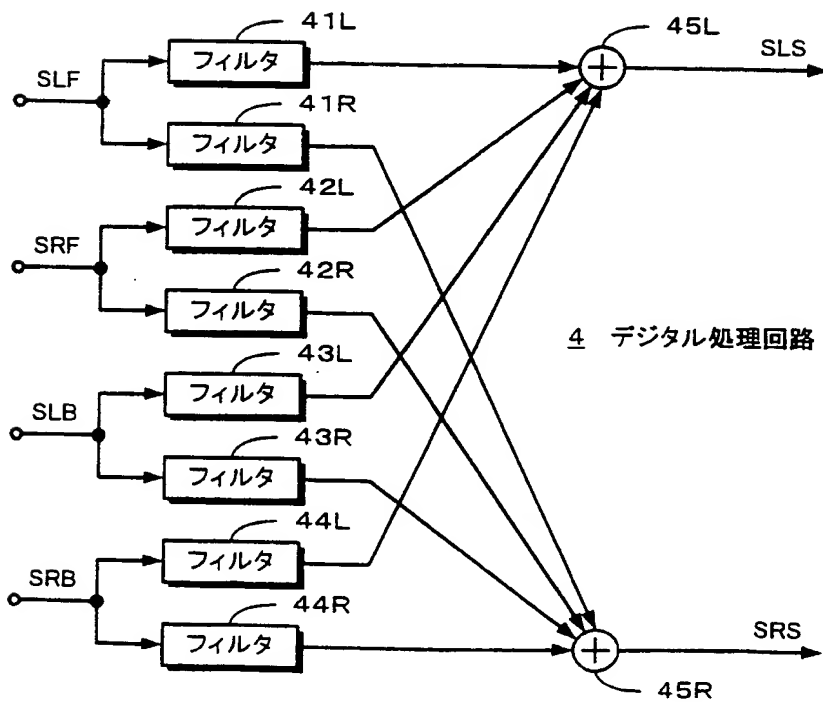 41L
45L
フィルタ
SLF
SLS
41R
フィルタ
42L
フィルタ
SRF
42R
フィルタ
4 デジタル処理回路
43L
フィルタ
SLB
43R
フィルタ
44L
フィルタ
SRB
44R
フィルタ
SRS
45R